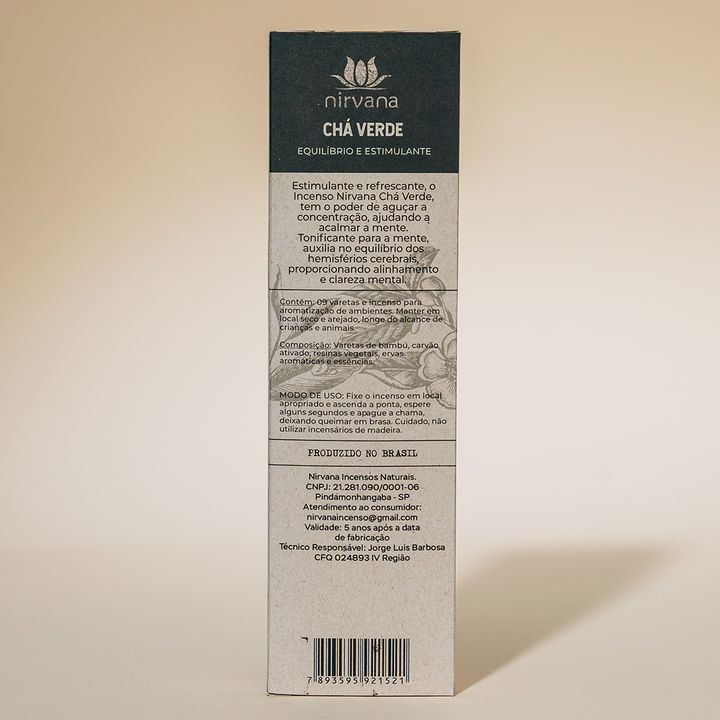 nirvana
CHÁ VERDE
EQUILÍBRIO E ESTIMULANTE
Estimulante e refrescante, o
Incenso Nirvana Chá Verde,
tem o poder de aguçar a
concentração, ajudando a
acalmar a mente.
Tonificante para a mente,
auxilia no equilíbrio dos
hemisférios cerebrais,
proporcionando alinhamento
e clareza mental.
Contém: 09 varetas e incenso para
aromatização de ambientes. Manter em
local seco e arejado, longe do alcance de
crianças e animais.
Composição: Varetas de bambú, carvão
ativado, resinas vegetais, ervas
aromáticas e essências.
MODO DE USO: Fixe o incenso em local
apropriado e ascenda a ponta, espere
alguns segundos e apague a chama,
deixando queimar em brasa. Cuidado, não
utilizar incensários de madeira.
PRODUZIDO NO BRASIL
Nirvana Incensos Naturais.
CNPJ: 21.281.090/0001-06
Pindamonhangaba - SP
Atendimento ao consumidor:
nirvanaincenso@gmail.com
Validade: 5 anos após a data
de fabricação
Técnico Responsável: Jorge Luis Barbosa
CFQ 024893 IV Região
7 893595 921521